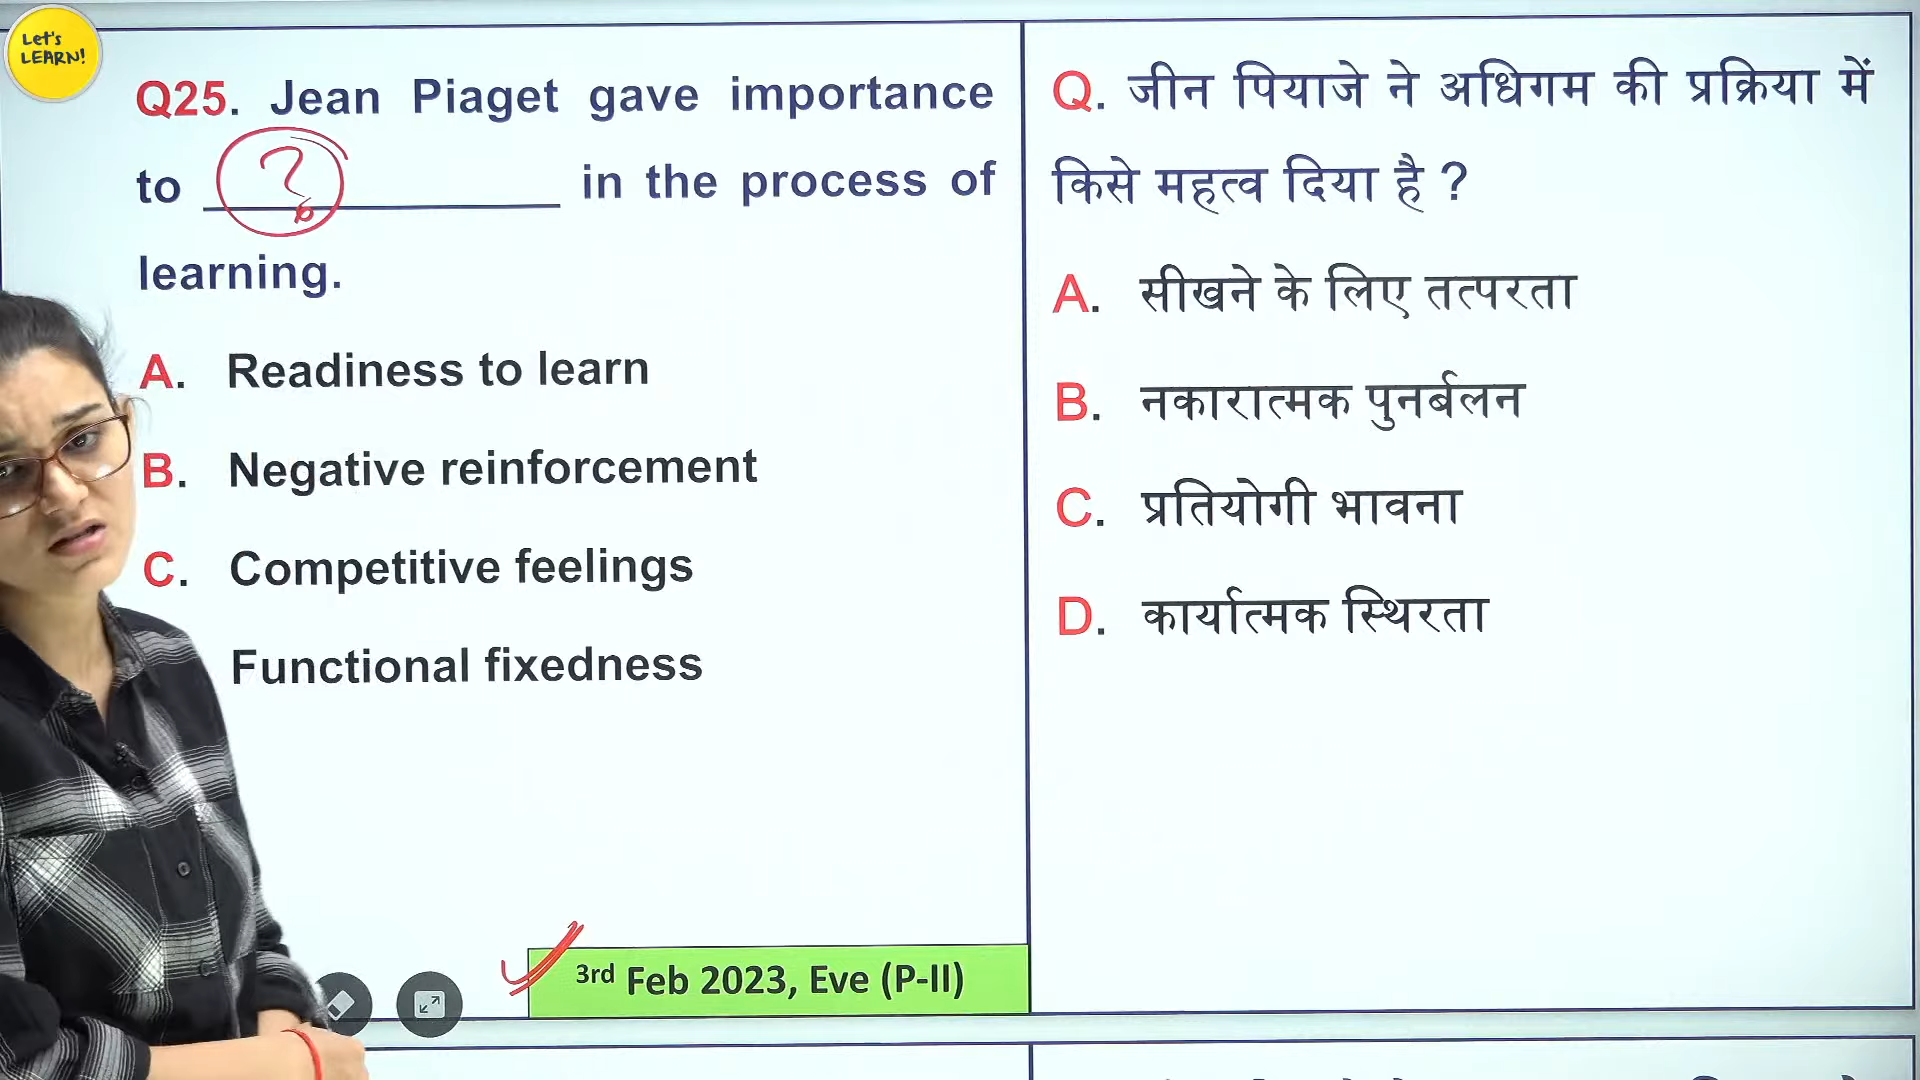 Let's
LEARN!
Q25. Jean Piaget gave importance
to ? in the process of
learning.
A. Readiness to learn
B. Negative reinforcement
C. Competitive feelings
Functional fixedness
3rd Feb 2023, Eve (P-II)
Q. जीन पियाजे ने अधिगम की प्रक्रिया में
किसे महत्व दिया है ?
A. सीखने के लिए तत्परता
B. नकारात्मक पुनर्बलन
C. प्रतियोगी भावना
D. कार्यात्मक स्थिरता